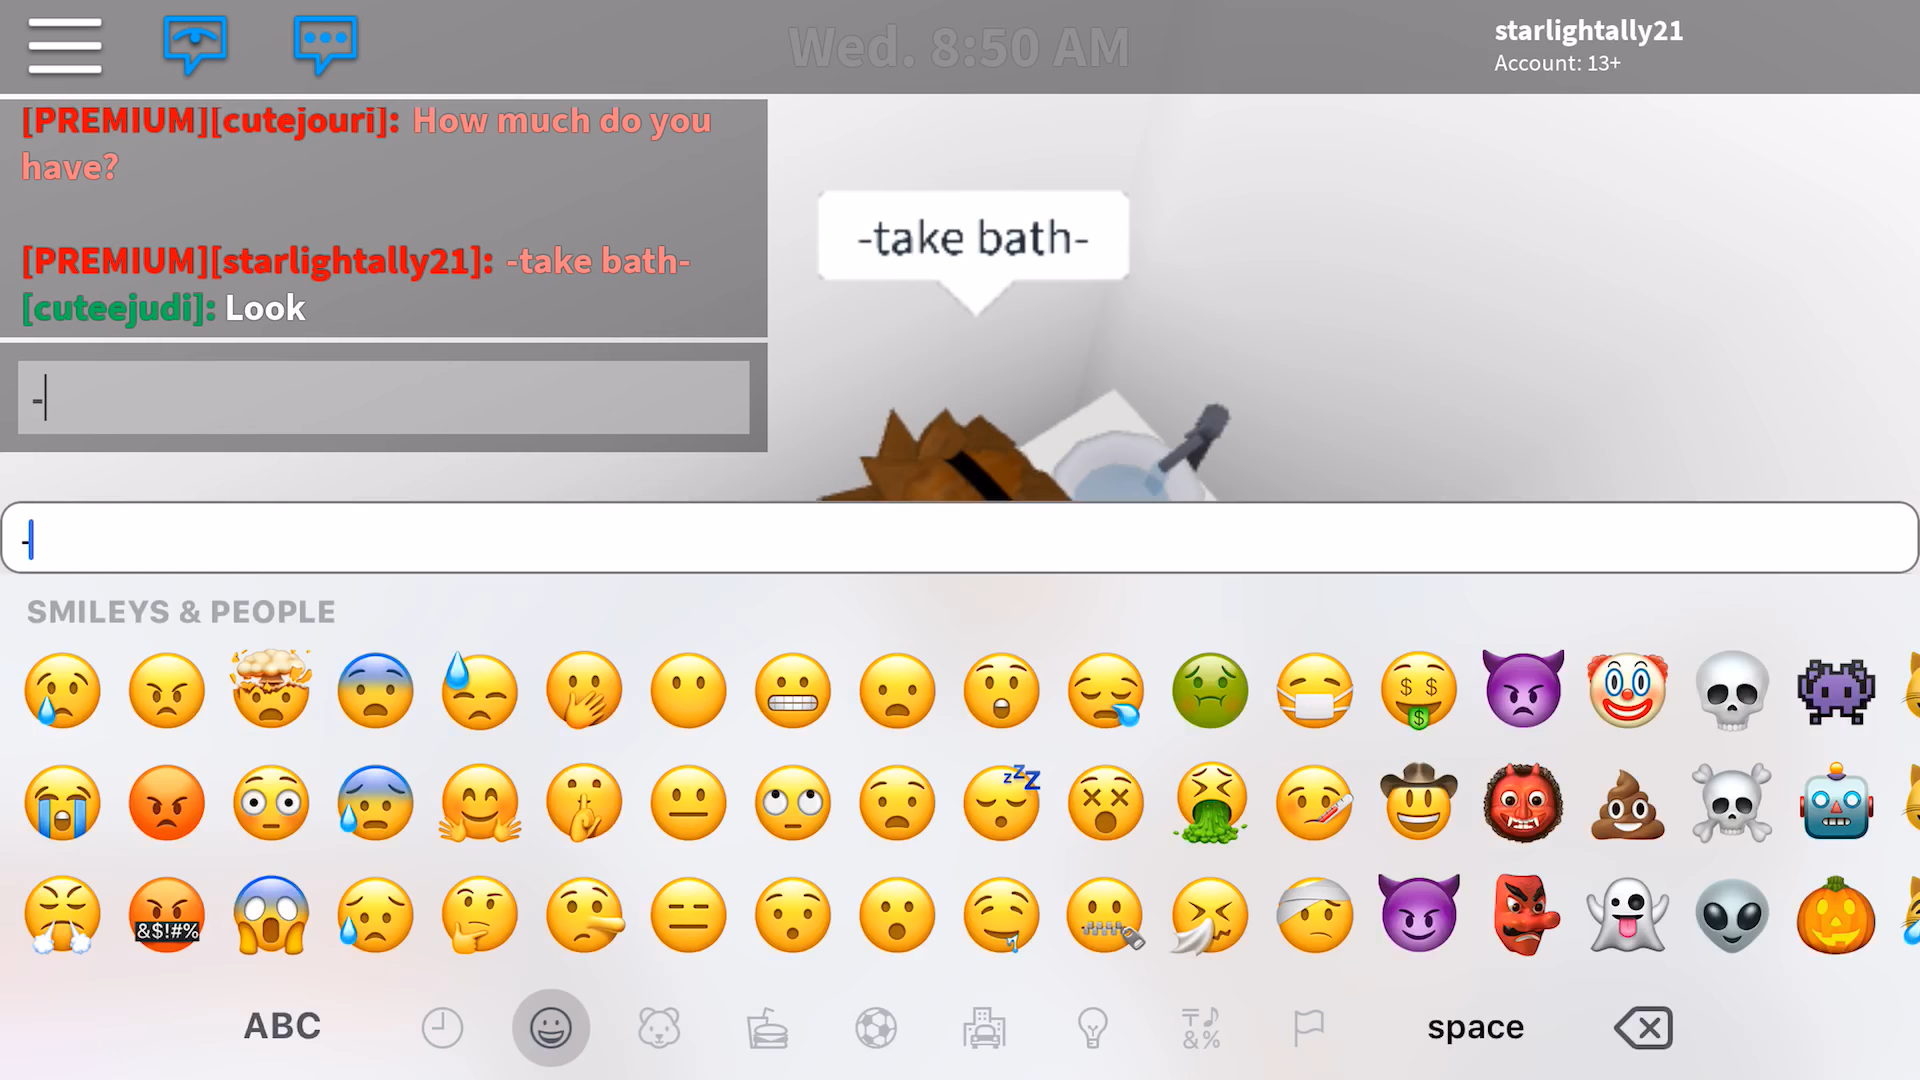 Wed. 8:50 AM
starlightally21
Account: 13+
[PREMIUM][cutejouri]: How much do you
have?
[PREMIUM][starlightally21]: -take bath-
[cuteejudi]: Look
-take bath-
-
-
SMILEYS & PEOPLE
$ $
$
zzZ
&$!#%
ABC
T♪
&%
space